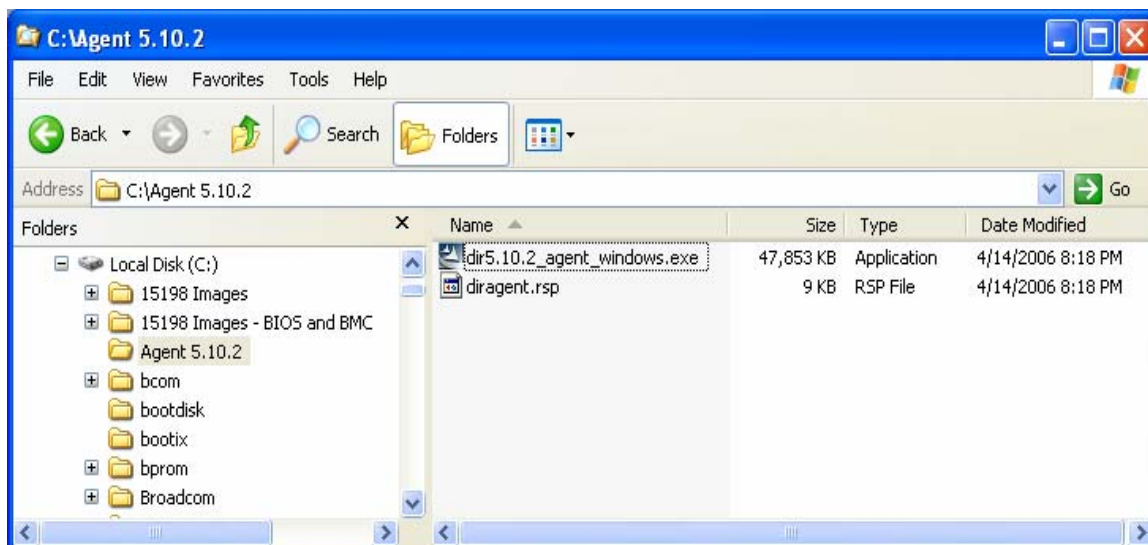 C:\Agent 5.10.2
File Edit View Favorites Tools Help
Back Search Folders
Address C:\Agent 5.10.2 Go
Folders X Name Size Type Date Modified
Local Disk (C:)
15198 Images
15198 Images - BIOS and BMC
Agent 5.10.2
bcom
bootdisk
bootix
bprom
Broadcom
dir5.10.2_agent_windows.exe 47,853 KB Application 4/14/2006 8:18 PM
diragent.rsp 9 KB RSP File 4/14/2006 8:18 PM